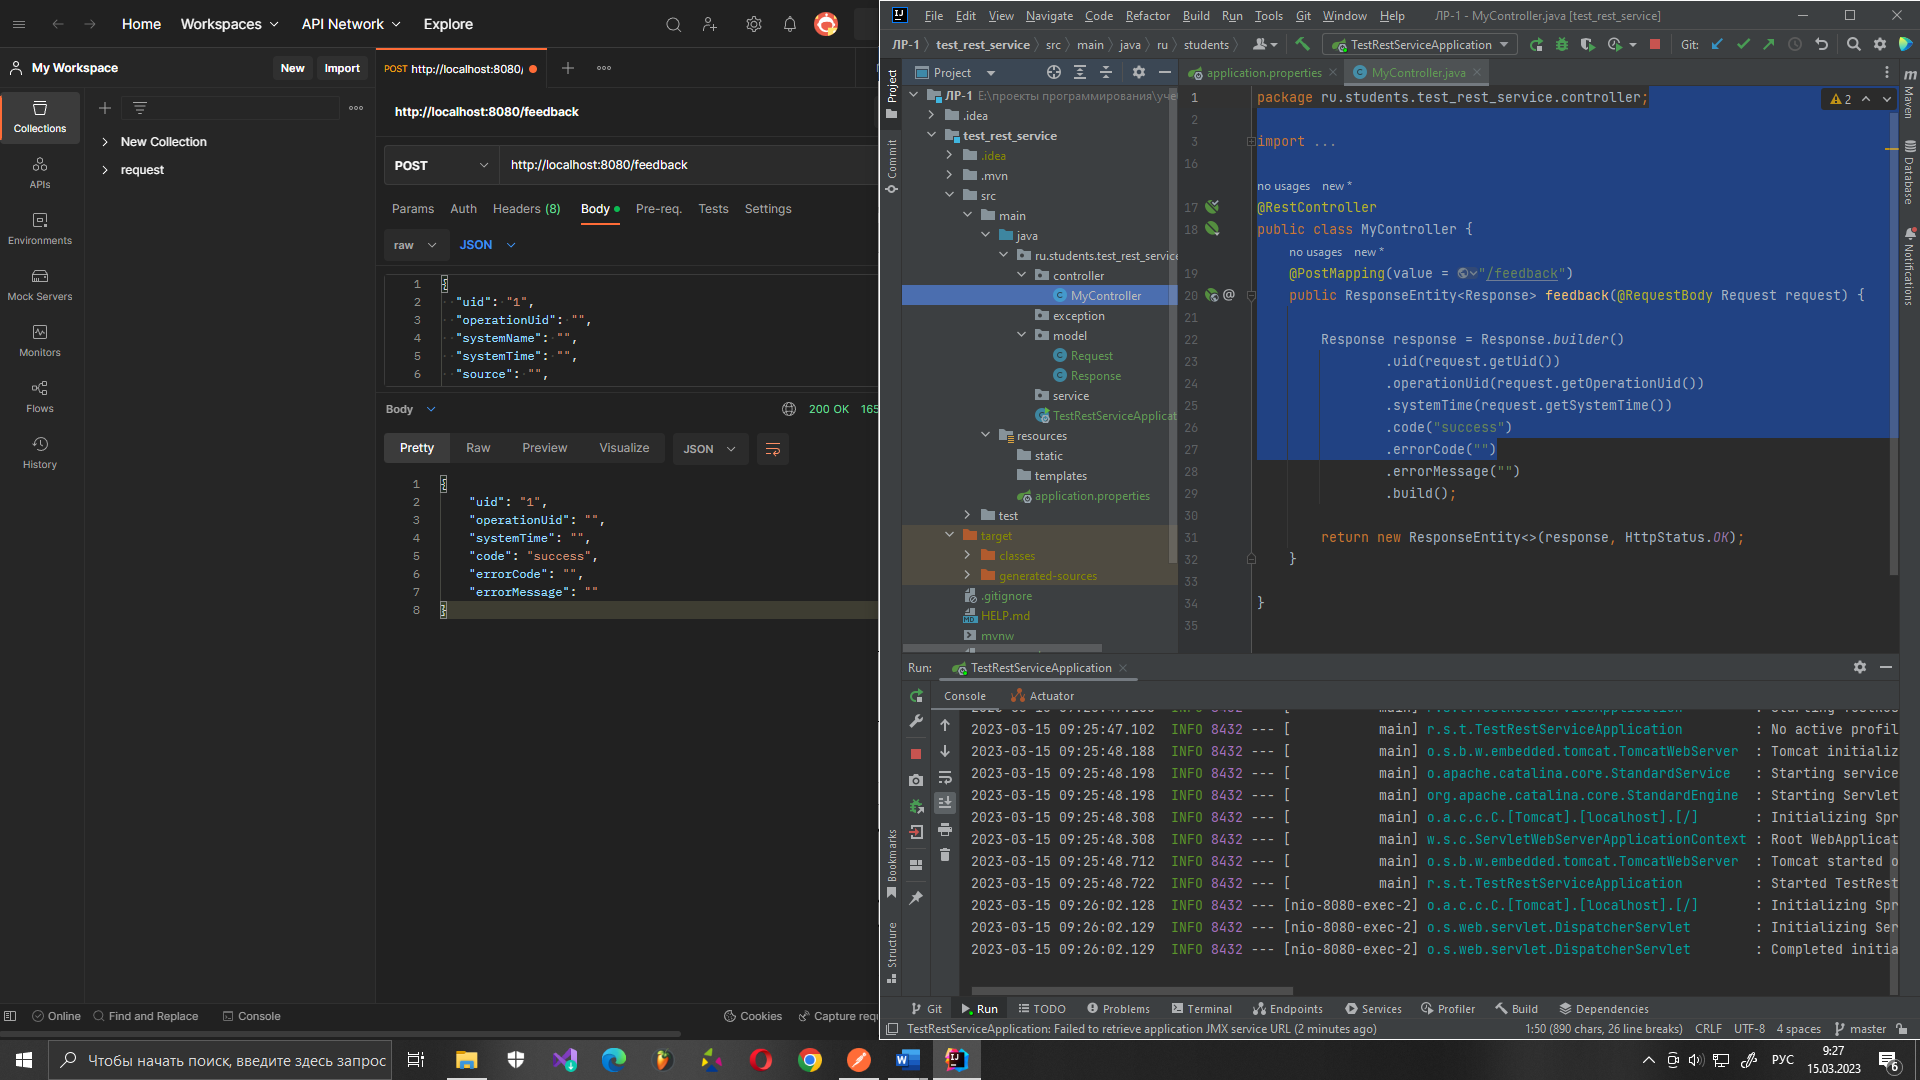 Home Workspaces API Network Explore
My Workspace New Import
POST http://localhost:8080/
http://localhost:8080/feedback
Collections
APIs
Environments
Mock Servers
Monitors
Flows
History
New Collection
request
POST http://localhost:8080/feedback
Params Auth Headers (8) Body Pre-req. Tests Settings
raw JSON
1 {
2 "uid": "1",
3 "operationUid": "",
4 "systemName": "",
5 "systemTime": "",
6 "source": "",
Body 200 OK 165
Pretty Raw Preview Visualize JSON
1 {
2 "uid": "1",
3 "operationUid": "",
4 "systemTime": "",
5 "code": "success",
6 "errorCode": "",
7 "errorMessage": ""
8 }
Online Find and Replace Console Cookies Capture requ
File Edit View Navigate Code Refactor Build Run Tools Git Window Help ЛР-1 - MyController.java [test_rest_service]
ЛР-1 test_rest_service src main java ru students TestRestServiceApplication Git:
Project
Commit
Bookmarks
Structure
Project
ЛР-1 E:\проекты программирования\уче
.idea
test_rest_service
.idea
.mvn
src
main
java
ru.students.test_rest_service
controller
MyController
exception
model
Request
Response
service
TestRestServiceApplicat
resources
static
templates
application.properties
test
target
classes
generated-sources
.gitignore
HELP.md
mvnw
application.properties MyController.java
2
1 package ru.students.test_rest_service.controller;
2
3 import ...
16
no usages new *
17 @RestController
18 public class MyController {
no usages new *
19 @PostMapping(value = "/feedback")
20 public ResponseEntity<Response> feedback(@RequestBody Request request) {
21
22 Response response = Response.builder()
23 .uid(request.getUid())
24 .operationUid(request.getOperationUid())
25 .systemTime(request.getSystemTime())
26 .code("success")
27 .errorCode("")
28 .errorMessage("")
29 .build();
30
31 return new ResponseEntity<>(response, HttpStatus.OK);
32 }
33
34 }
35
Maven
Database
Notifications
Run: TestRestServiceApplication
Console Actuator
2023-03-15 09:25:47.102 INFO 8432 --- [ main] r.s.t.TestRestServiceApplication : No active profil
2023-03-15 09:25:48.188 INFO 8432 --- [ main] o.s.b.w.embedded.tomcat.TomcatWebServer : Tomcat initializ
2023-03-15 09:25:48.198 INFO 8432 --- [ main] o.apache.catalina.core.StandardService : Starting service
2023-03-15 09:25:48.198 INFO 8432 --- [ main] org.apache.catalina.core.StandardEngine : Starting Servlet
2023-03-15 09:25:48.308 INFO 8432 --- [ main] o.a.c.c.C.[Tomcat].[localhost].[/] : Initializing Spr
2023-03-15 09:25:48.308 INFO 8432 --- [ main] w.s.c.ServletWebServerApplicationContext : Root WebApplicat
2023-03-15 09:25:48.712 INFO 8432 --- [ main] o.s.b.w.embedded.tomcat.TomcatWebServer : Tomcat started o
2023-03-15 09:25:48.722 INFO 8432 --- [ main] r.s.t.TestRestServiceApplication : Started TestRest
2023-03-15 09:26:02.128 INFO 8432 --- [nio-8080-exec-2] o.a.c.c.C.[Tomcat].[localhost].[/] : Initializing Spr
2023-03-15 09:26:02.129 INFO 8432 --- [nio-8080-exec-2] o.s.web.servlet.DispatcherServlet : Initializing Ser
2023-03-15 09:26:02.129 INFO 8432 --- [nio-8080-exec-2] o.s.web.servlet.DispatcherServlet : Completed initia
Git Run TODO Problems Terminal Endpoints Services Profiler Build Dependencies
TestRestServiceApplication: Failed to retrieve application JMX service URL (2 minutes ago) 1:50 (890 chars, 26 line breaks) CRLF UTF-8 4 spaces master
Чтобы начать поиск, введите здесь запрос
РУС
9:27
15.03.2023
6